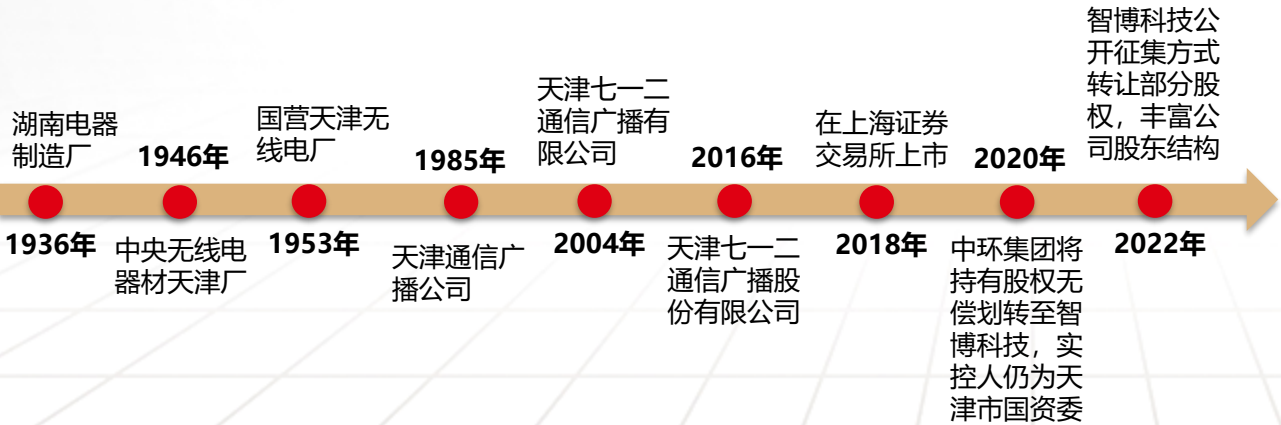 湖南电器
制造厂
1936年
1946年
中央无线电
器材天津厂
国营天津无
线电厂
1953年
1985年
天津通信广
播公司
天津七一二
通信广播有
限公司
2004年
2016年
天津七一二
通信广播股
份有限公司
在上海证券
交易所上市
2018年
2020年
中环集团将
持有股权无
偿划转至智
博科技，实
控人仍为天
津市国资委
智博科技公
开征集方式
转让部分股
权，丰富公
司股东结构
2022年